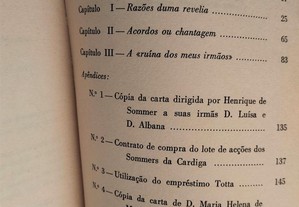 Capítulo I — Razões duma revelia
25
Capítulo II — Acordos ou chantagem
65
Capítulo III — A «ruína dos meus irmãos»
83
Apêndices:
N.º 1 — Cópia da carta dirigida por Henrique de
Sommer a suas irmãs D. Luísa e
D. Albana
135
N.º 2 — Contrato de compra do lote de acções dos
Sommers da Cardiga
137
N.º 3 — Utilização do empréstimo Totta
145
N.º 4 — Cópia da carta de D. Maria Helena de